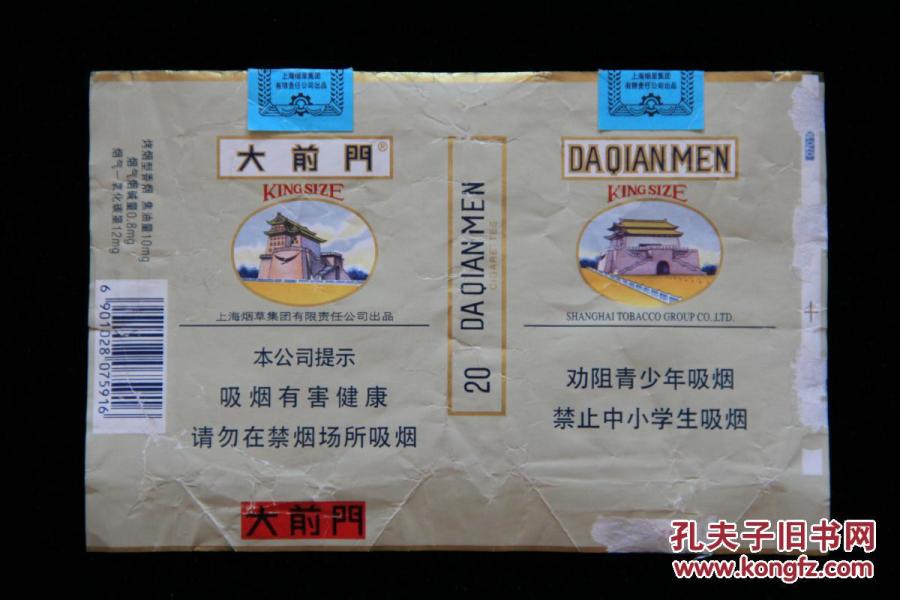 上海烟草集团
有限责任公司出品
大前門®
KING SIZE
上海烟草集团有限责任公司出品
本公司提示
吸烟有害健康
请勿在禁烟场所吸烟
大前門
烤烟型香烟 焦油量10mg
烟气烟碱量0.8mg
烟气一氧化碳量12mg
6 901028 075916
20 DAQIANMEN
CIGARETTES
上海烟草集团
有限责任公司出品
DAQIANMEN
KING SIZE
SHANGHAI TOBACCO GROUP CO.,LTD.
劝阻青少年吸烟
禁止中小学生吸烟
孔夫子旧书网
www.kongfz.com